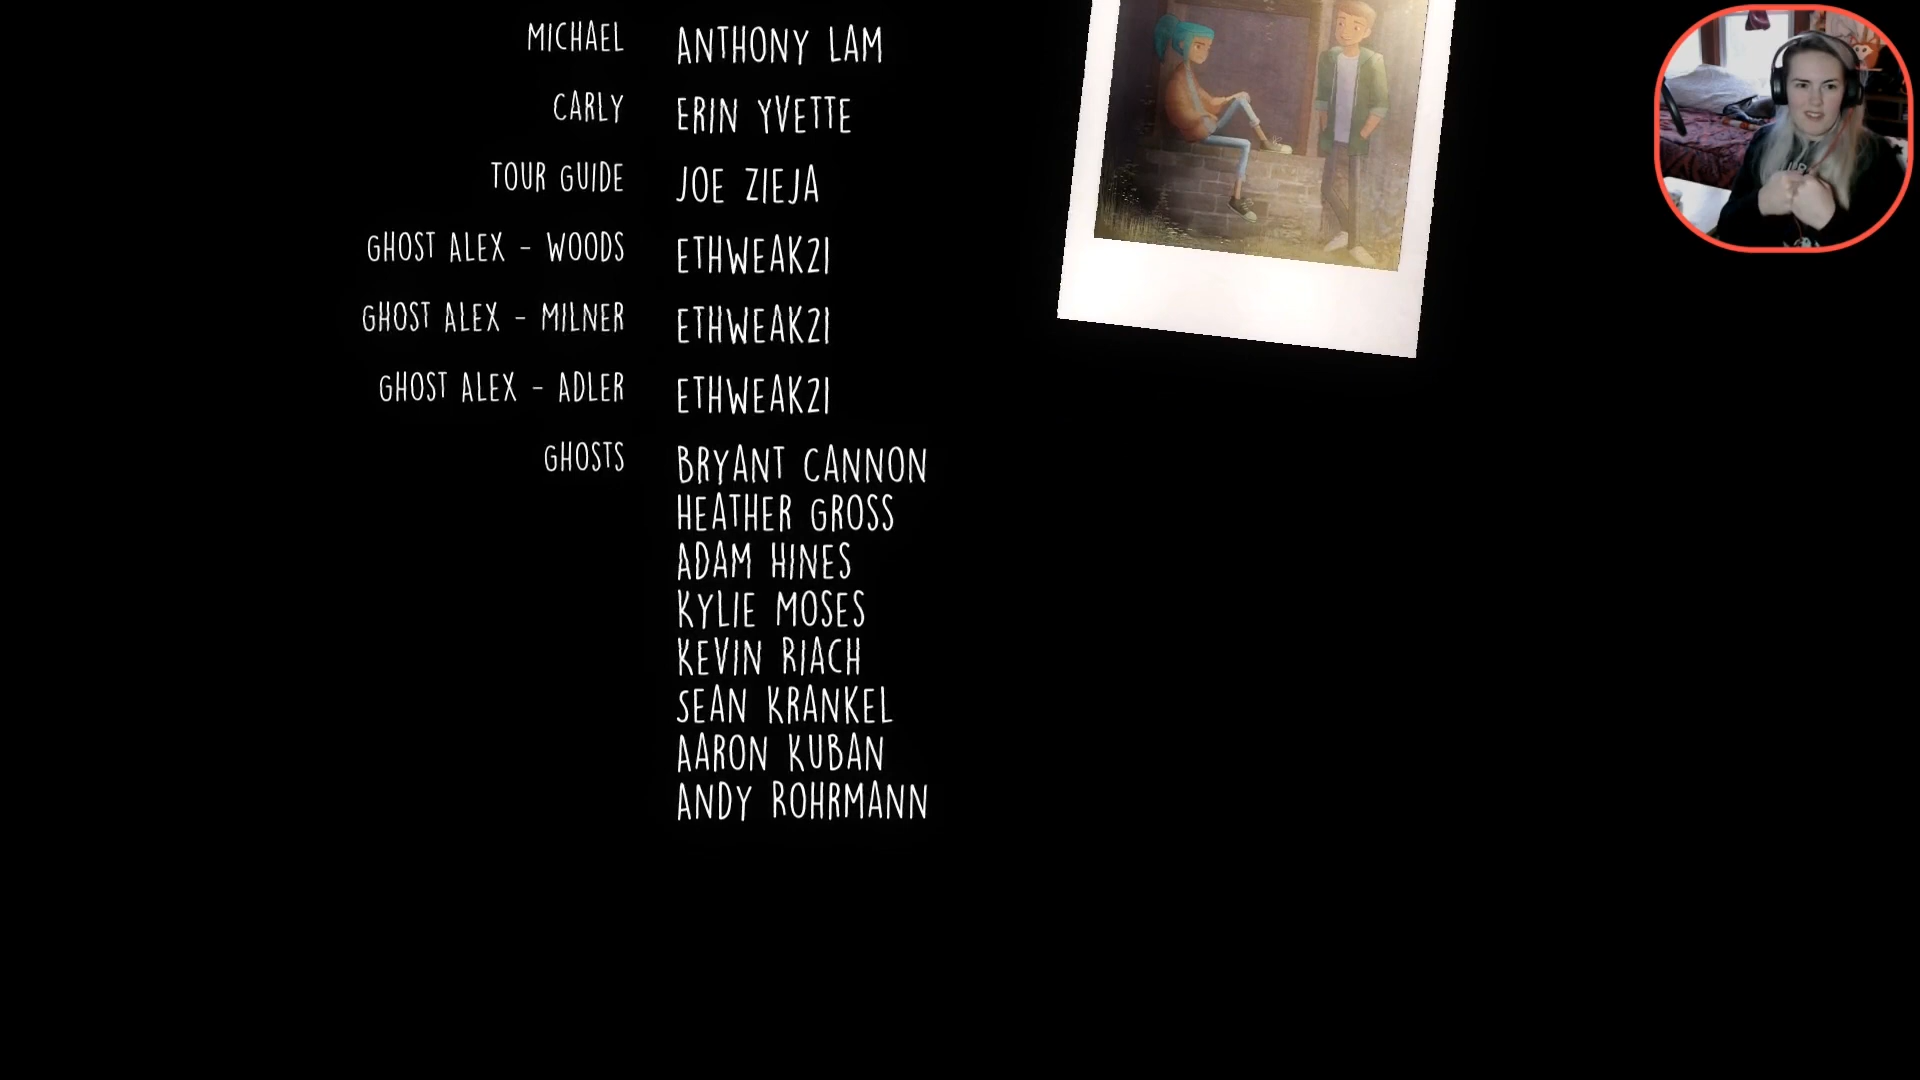 MICHAEL ANTHONY LAM
CARLY ERIN YVETTE
TOUR GUIDE JOE ZIEJA
GHOST ALEX - WOODS ETHWEAK21
GHOST ALEX - MILNER ETHWEAK21
GHOST ALEX - ADLER ETHWEAK21
GHOSTS BRYANT CANNON
HEATHER GROSS
ADAM HINES
KYLIE MOSES
KEVIN RIACH
SEAN KRANKEL
AARON KUBAN
ANDY ROHRMANN